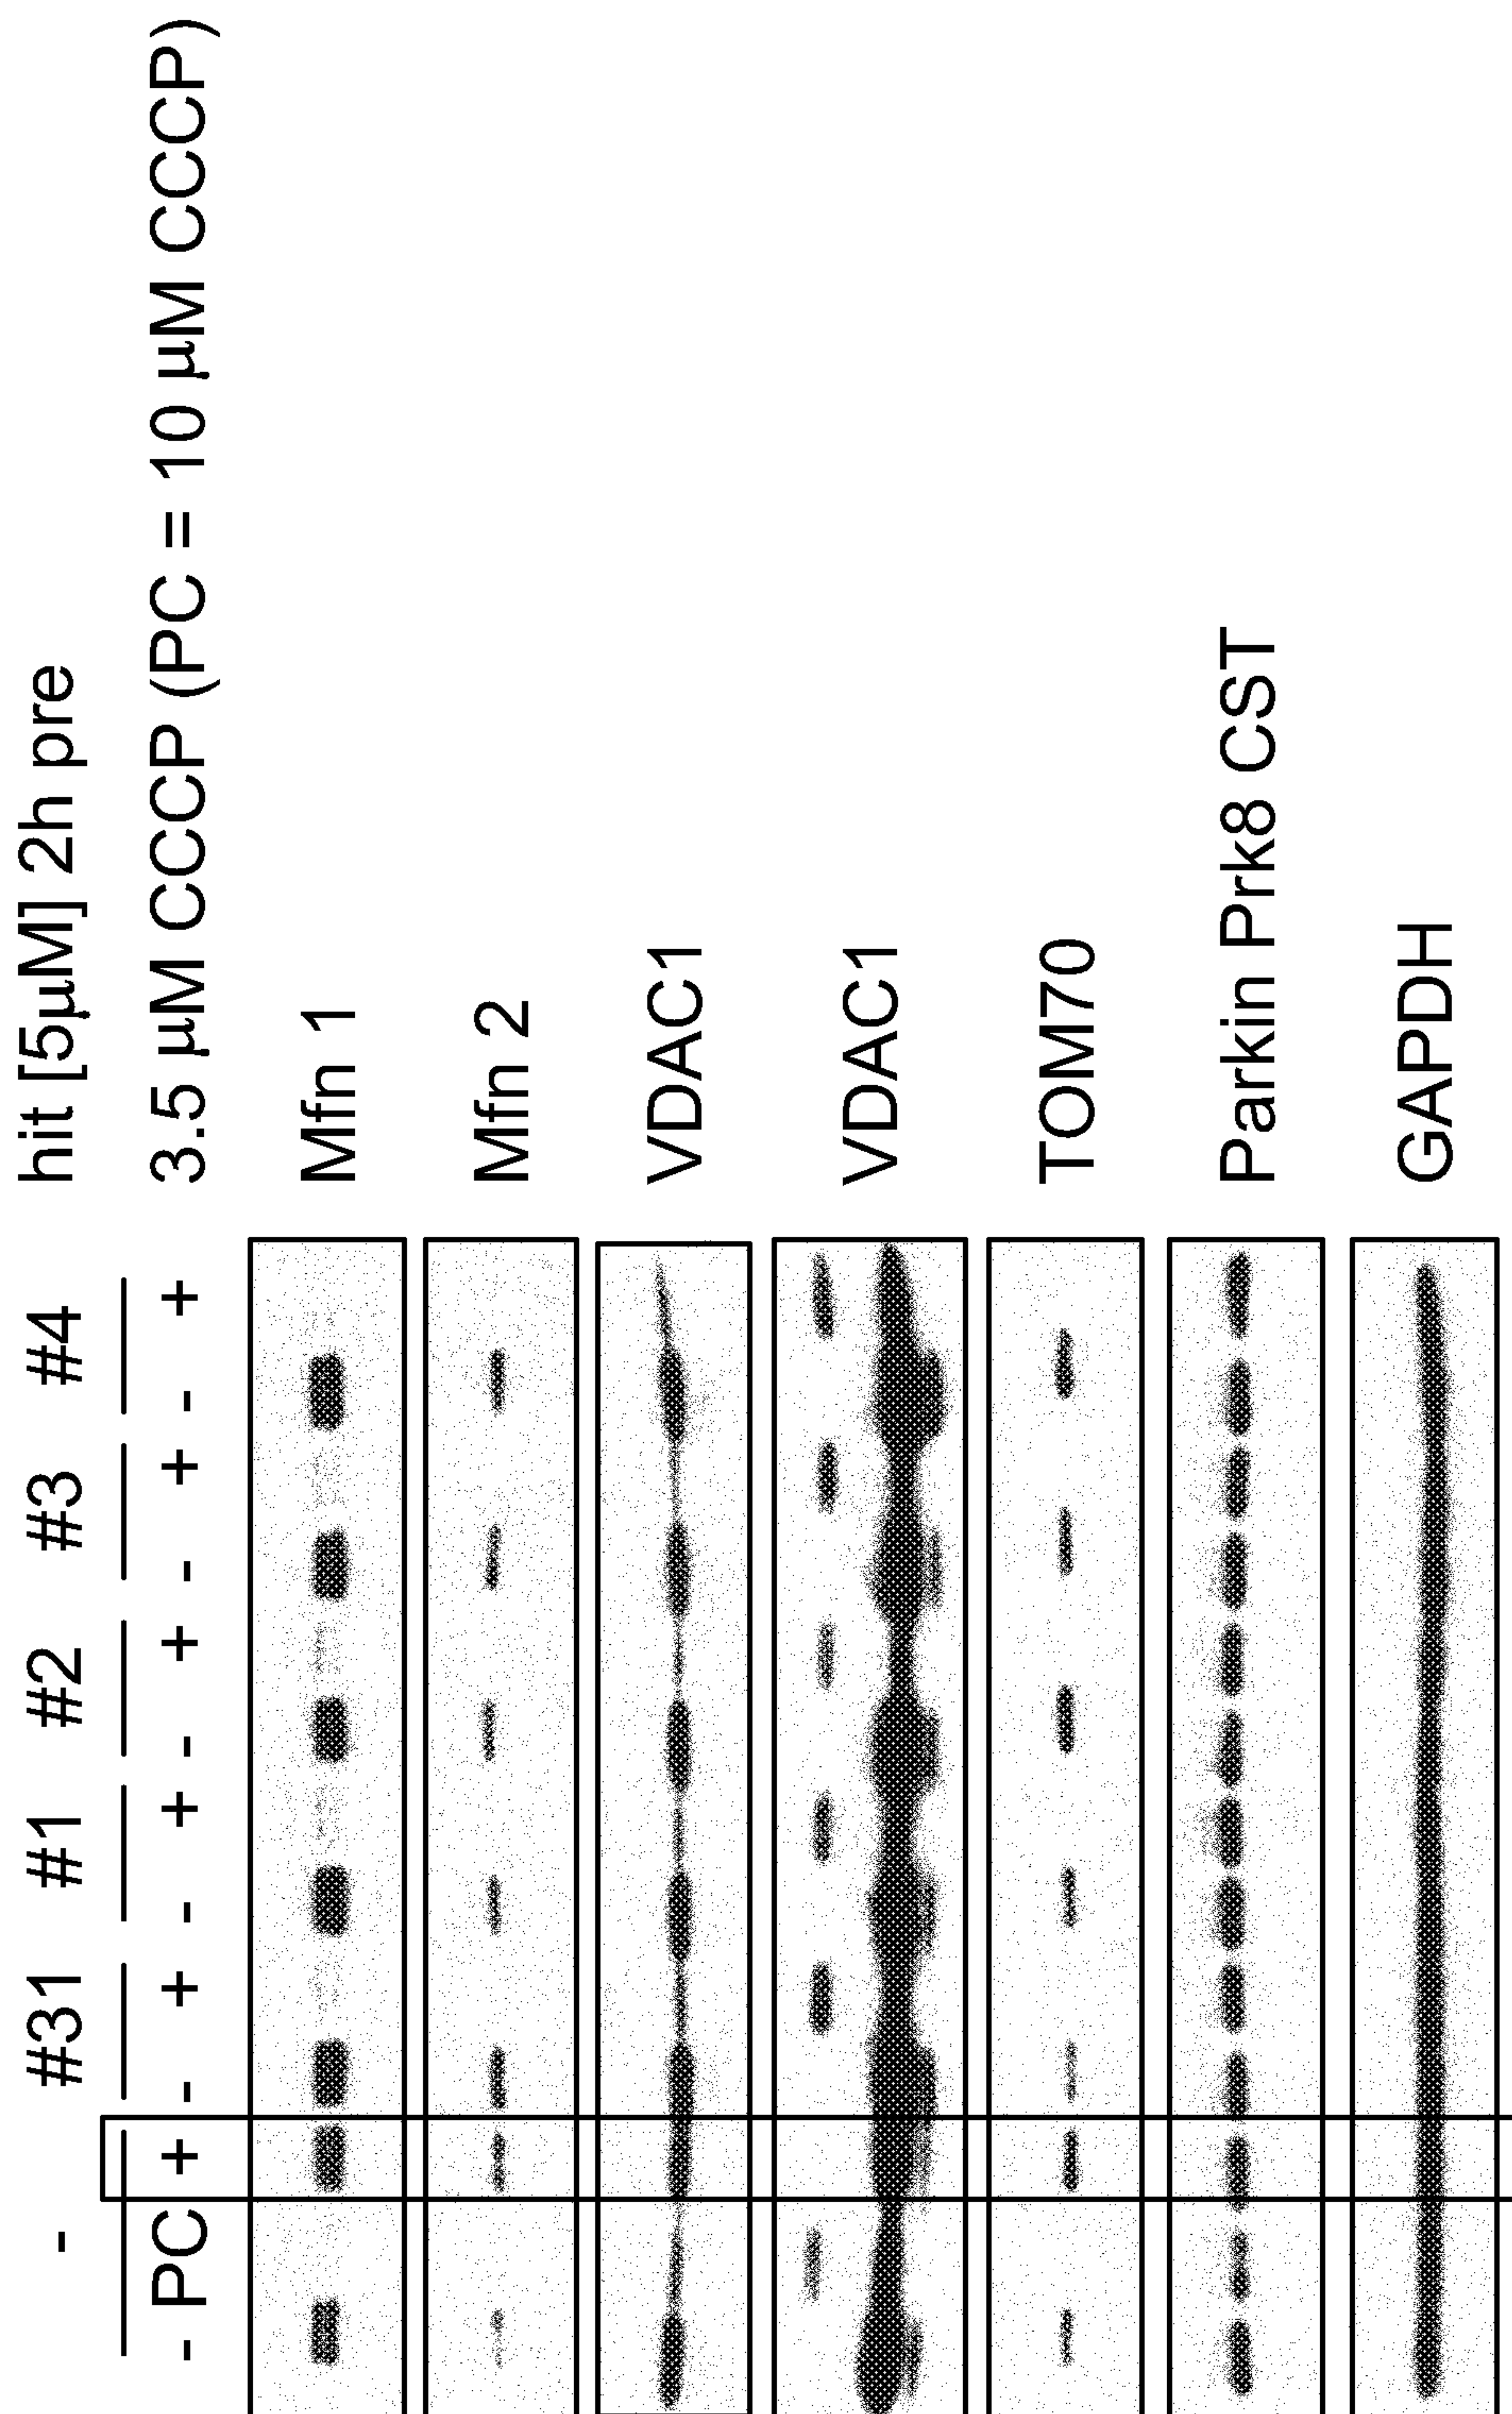 - #31 #1 #2 #3 #4 hit [5µM] 2h pre
- PC + - + - + - + - + - + 3.5 µM CCCP (PC = 10 µM CCCP)
Mfn 1
Mfn 2
VDAC1
VDAC1
TOM70
Parkin Prk8 CST
GAPDH